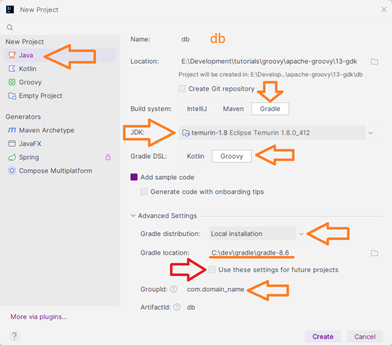 New Project
New Project
Java
Kotlin
Groovy
Empty Project
Generators
Maven Archetype
JavaFX
Spring
Compose Multiplatform
More via plugins...
Name: db db
Location: E:\Development\tutorials\groovy\apache-groovy\13-gdk
Project will be created in: E:\Develop...\apache-groovy\13-gdk\db
Create Git repository
Build system: IntelliJ Maven Gradle
JDK: temurin-1.8 Eclipse Temurin 1.8.0_412
Gradle DSL: Kotlin Groovy
Add sample code
Generate code with onboarding tips
Advanced Settings
Gradle distribution: Local installation
Gradle location: C:\dev\gradle\gradle-8.6
Use these settings for future projects
GroupId: com.domain_name
ArtifactId: db
Create Cancel